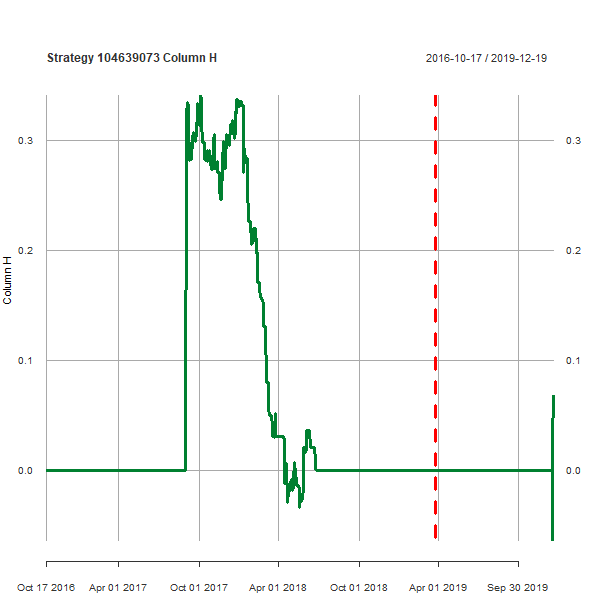 Strategy 104639073 Column H
2016-10-17 / 2019-12-19
0.3
0.3
0.2
0.2
Column H
0.1
0.1
0.0
0.0
Oct 17 2016
Apr 01 2017
Oct 01 2017
Apr 01 2018
Oct 01 2018
Apr 01 2019
Sep 30 2019